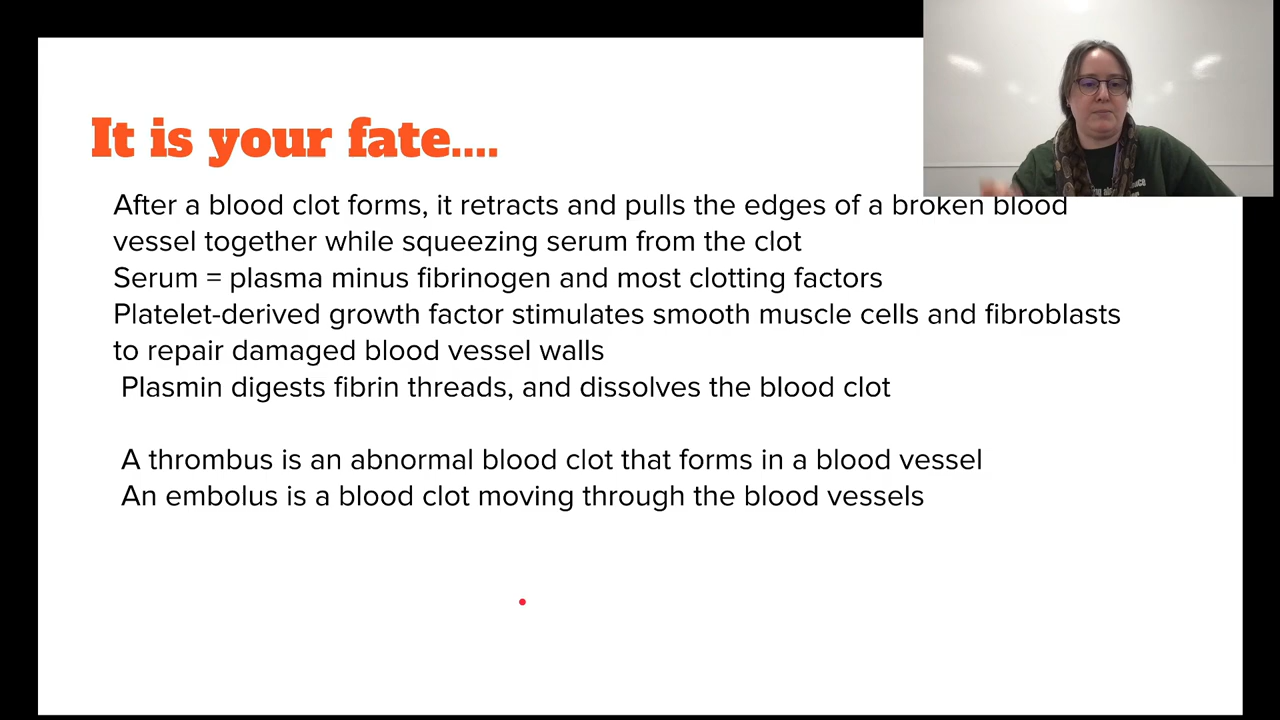 It is your fate....
After a blood clot forms, it retracts and pulls the edges of a broken blood
vessel together while squeezing serum from the clot
Serum = plasma minus fibrinogen and most clotting factors
Platelet-derived growth factor stimulates smooth muscle cells and fibroblasts
to repair damaged blood vessel walls
Plasmin digests fibrin threads, and dissolves the blood clot
A thrombus is an abnormal blood clot that forms in a blood vessel
An embolus is a blood clot moving through the blood vessels